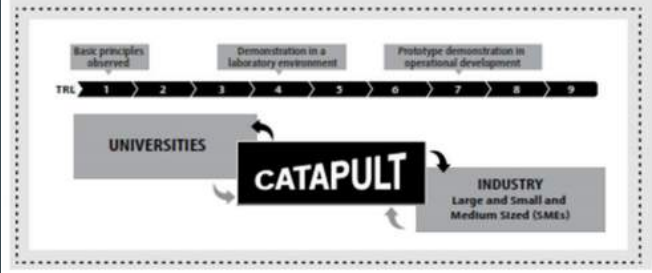 Basic principles
observed
Demonstration in a
laboratory environment
Prototype demonstration in
operational development
TRL 1 2 3 4 5 6 7 8 9
UNIVERSITIES
CATAPULT
INDUSTRY
Large and Small and
Medium Sized (SMEs)